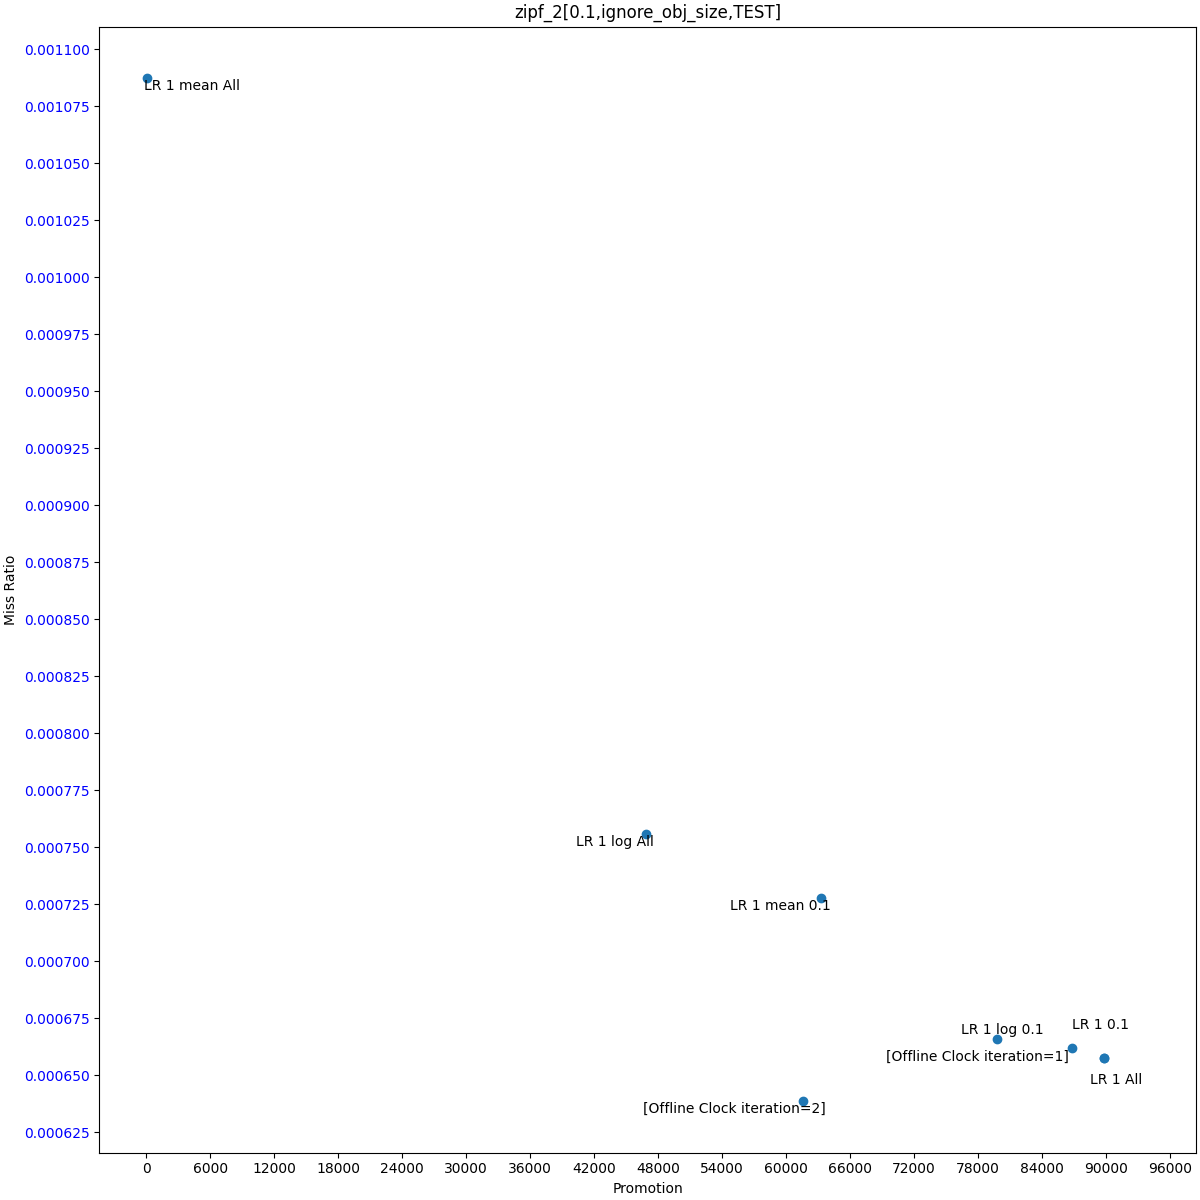 zipf_2[0.1,ignore_obj_size,TEST]
0.001100
0.001075
0.001050
0.001025
0.001000
0.000975
0.000950
0.000925
0.000900
0.000875
0.000850
0.000825
0.000800
0.000775
0.000750
0.000725
0.000700
0.000675
0.000650
0.000625
Miss Ratio
LR 1 mean All
LR 1 log All
LR 1 mean 0.1
LR 1 log 0.1
LR 1 0.1
[Offline Clock iteration=1]
LR 1 All
[Offline Clock iteration=2]
0 6000 12000 18000 24000 30000 36000 42000 48000 54000 60000 66000 72000 78000 84000 90000 96000
Promotion